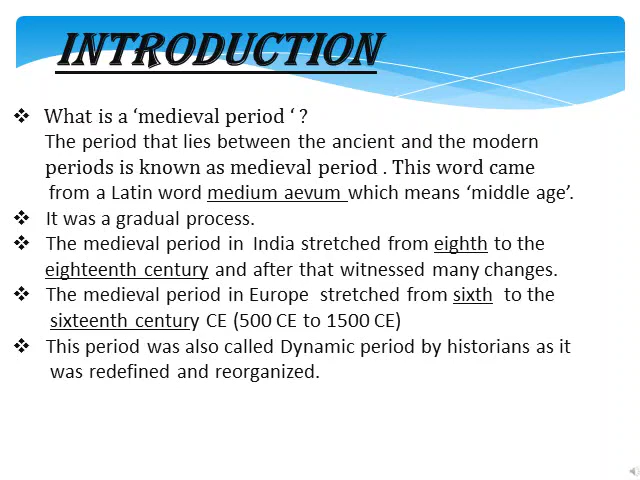 INTRODUCTION
❖ What is a ‘medieval period ‘ ?
The period that lies between the ancient and the modern
periods is known as medieval period . This word came
from a Latin word medium aevum which means ‘middle age’.
❖ It was a gradual process.
❖ The medieval period in India stretched from eighth to the
eighteenth century and after that witnessed many changes.
❖ The medieval period in Europe stretched from sixth to the
sixteenth century CE (500 CE to 1500 CE)
❖ This period was also called Dynamic period by historians as it
was redefined and reorganized.